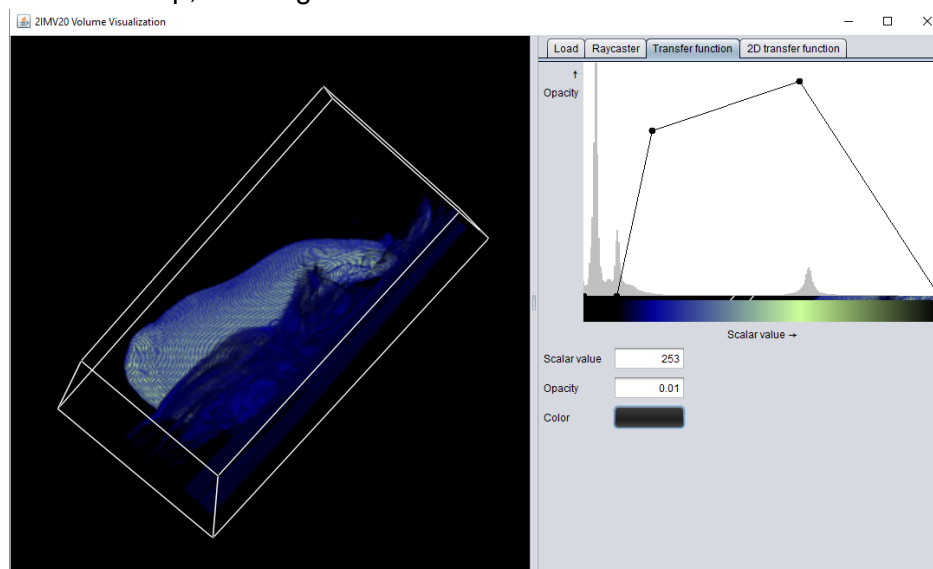 2IMV20 Volume Visualization
Load Raycaster Transfer function 2D transfer function
↑
Opacity
Scalar value →
Scalar value 253
Opacity 0.01
Color